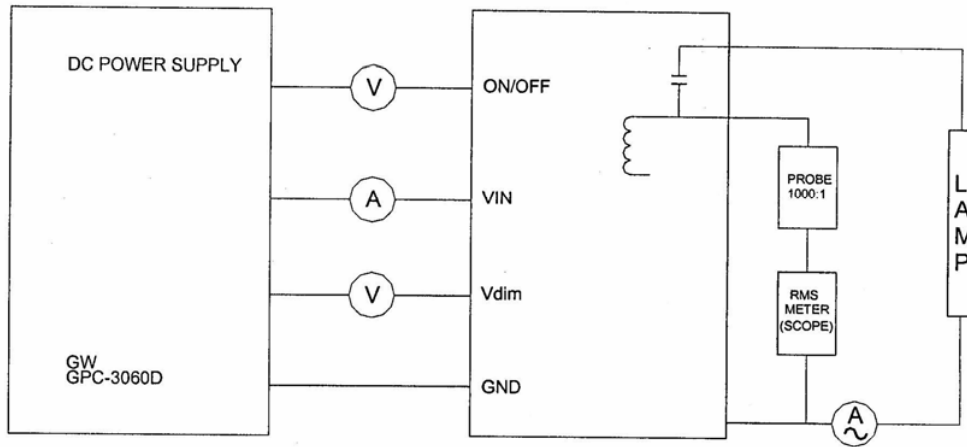 DC POWER SUPPLY
V
ON/OFF
A
VIN
V
Vdim
GW
GPC-3060D
GND
PROBE
1000:1
RMS
METER
(SCOPE)
A
L
A
M
P